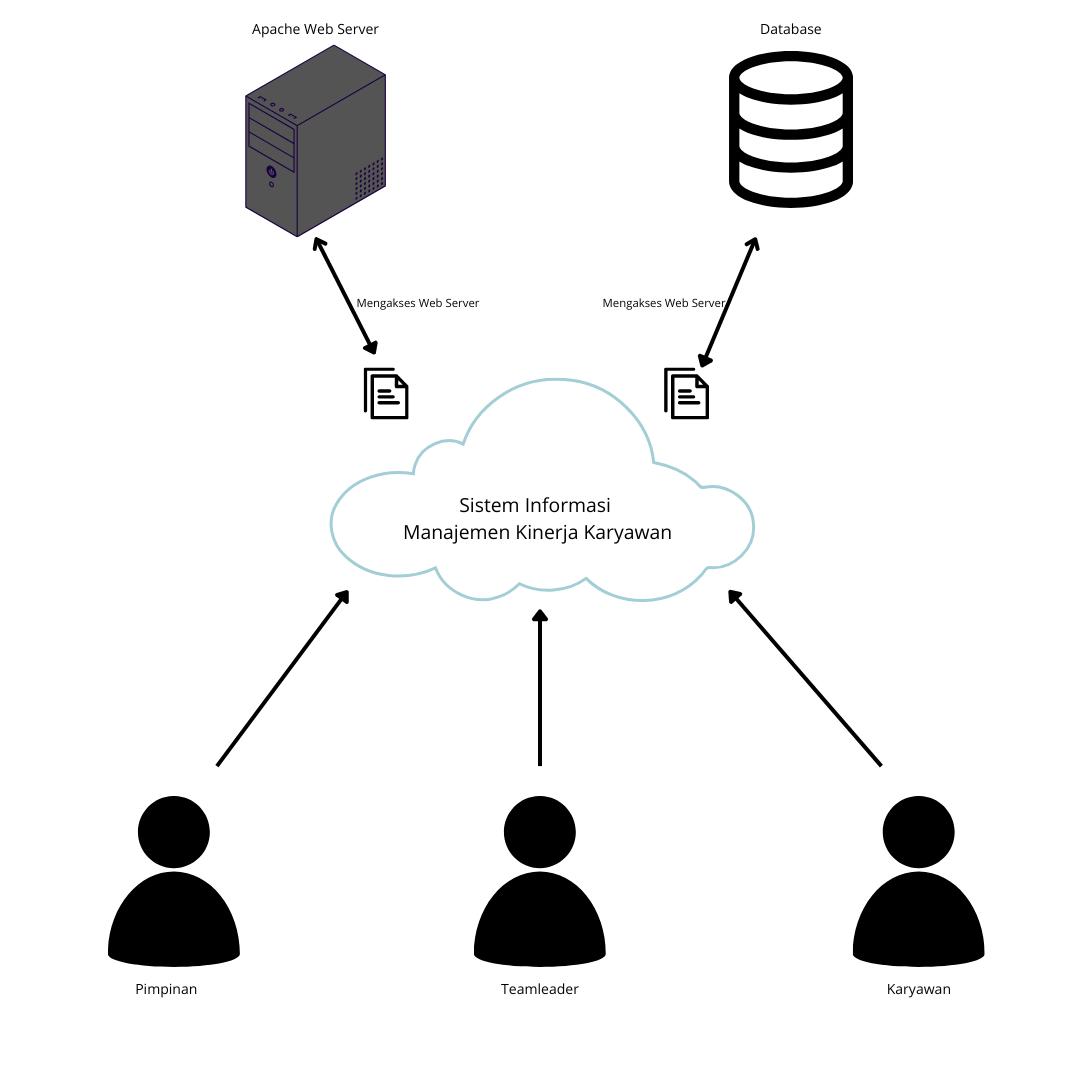 Apache Web Server
Database
Mengakses Web Server
Mengakses Web Server
Sistem Informasi
Manajemen Kinerja Karyawan
Pimpinan
Teamleader
Karyawan